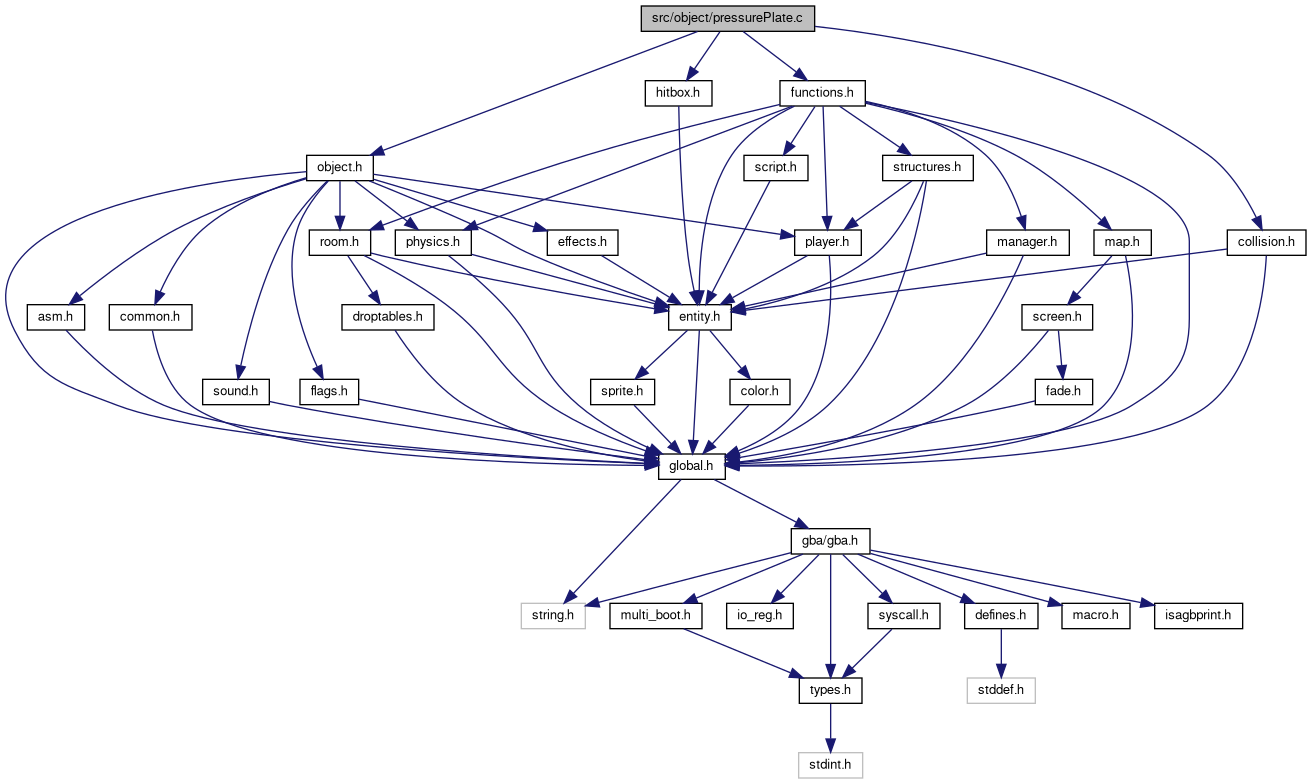 src/object/pressurePlate.c
hitbox.h
functions.h
object.h
script.h
structures.h
room.h
physics.h
effects.h
player.h
manager.h
map.h
collision.h
asm.h
common.h
droptables.h
entity.h
screen.h
sound.h
flags.h
sprite.h
color.h
fade.h
global.h
gba/gba.h
string.h
multi_boot.h
io_reg.h
syscall.h
defines.h
macro.h
isagbprint.h
types.h
stddef.h
stdint.h